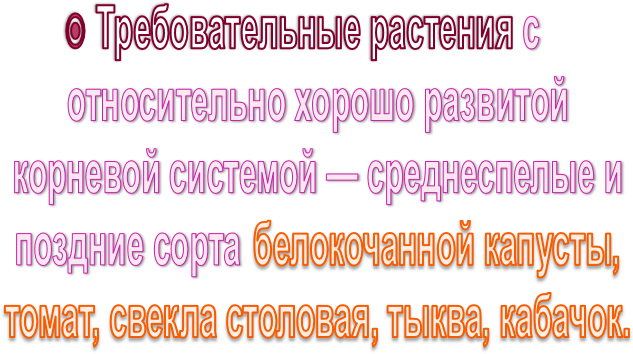 • Требовательные растения с
относительно хорошо развитой
корневой системой — среднеспелые и
поздние сорта белокочанной капусты,
томат, свекла столовая, тыква, кабачок.